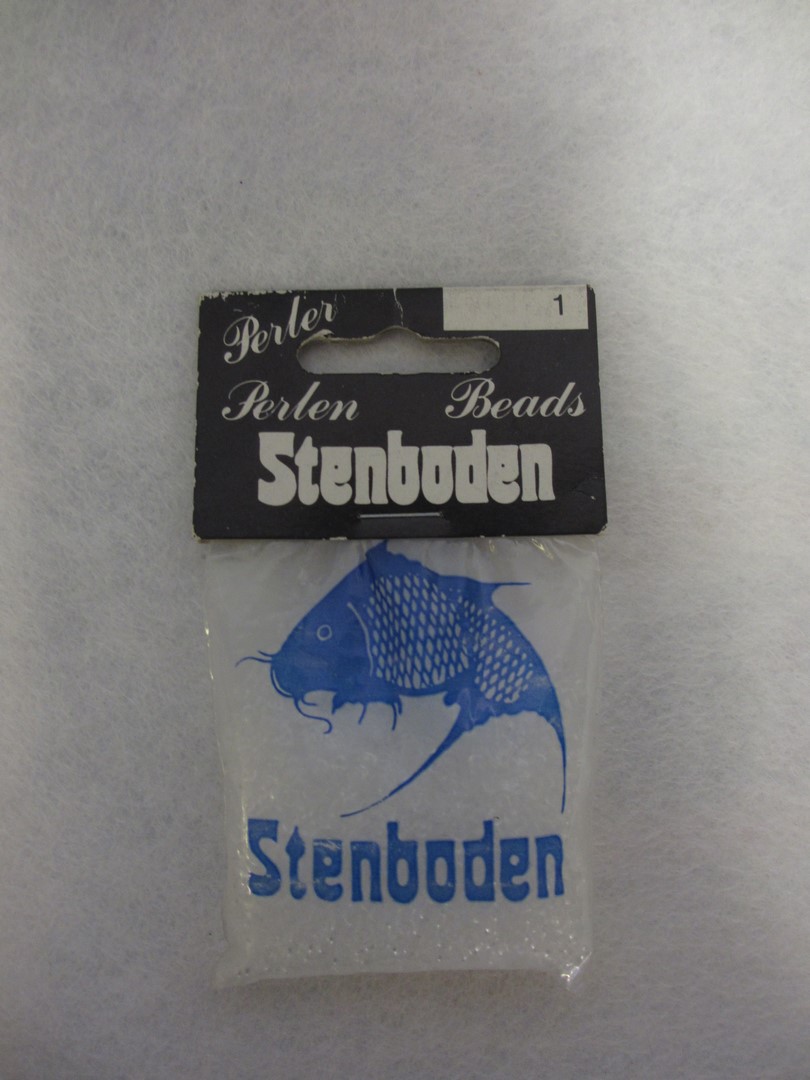 Perler
1
Perlen Beads
Stenboden
Stenboden